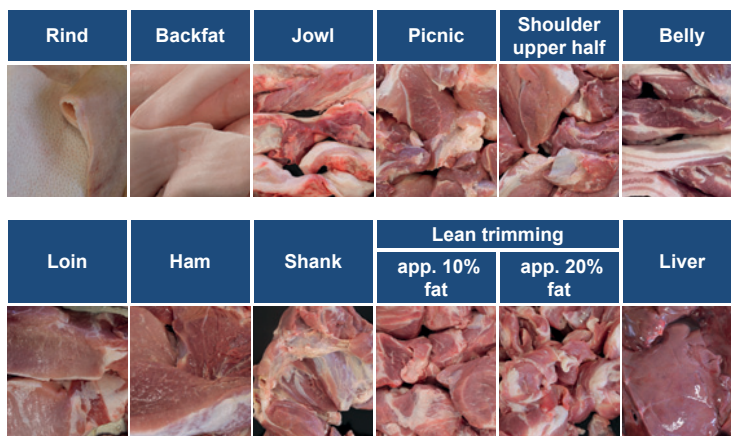 Rind
Backfat
Jowl
Picnic
Shoulder
upper half
Belly
Loin
Ham
Shank
Lean trimming
app. 10%
fat
app. 20%
fat
Liver